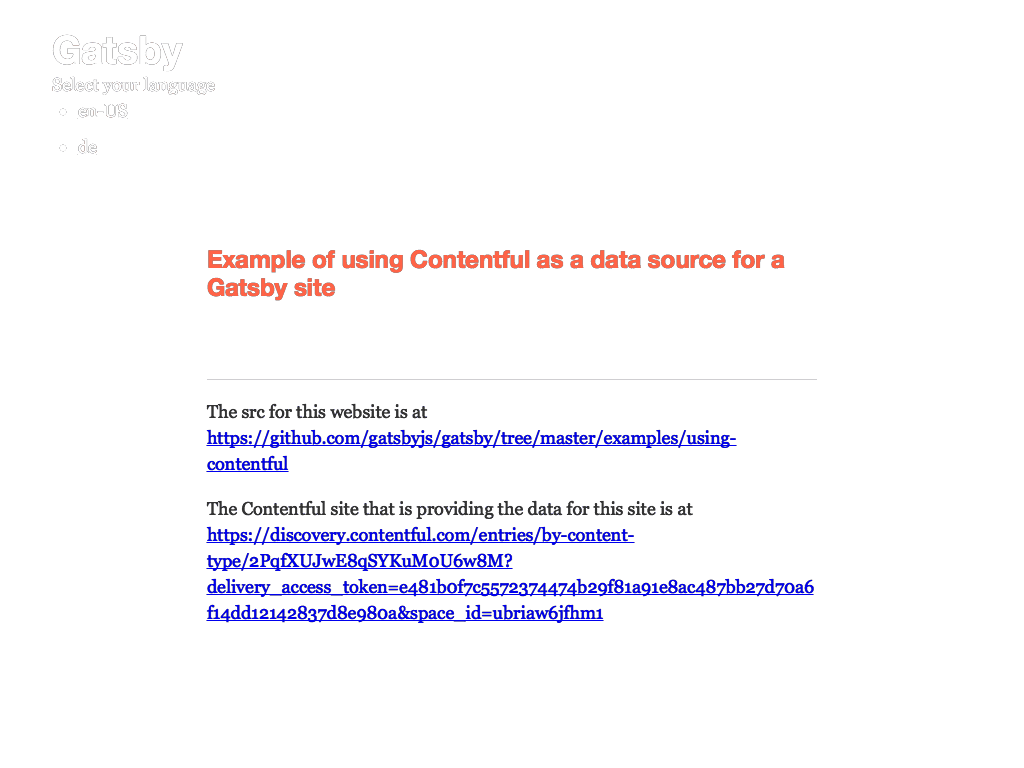 Gatsby
Select your language
en-US
de
Example of using Contentful as a data source for a
Gatsby site
The src for this website is at
https://github.com/gatsbyjs/gatsby/tree/master/examples/using-
contentful
The Contentful site that is providing the data for this site is at
https://discovery.contentful.com/entries/by-content-
type/2PqfXUJwE8qSYKuM0U6w8M?
delivery_access_token=e481b0f7c5572374474b29f81a91e8ac487bb27d70a6
f14dd12142837d8e980a&space_id=ubriaw6jfhm1